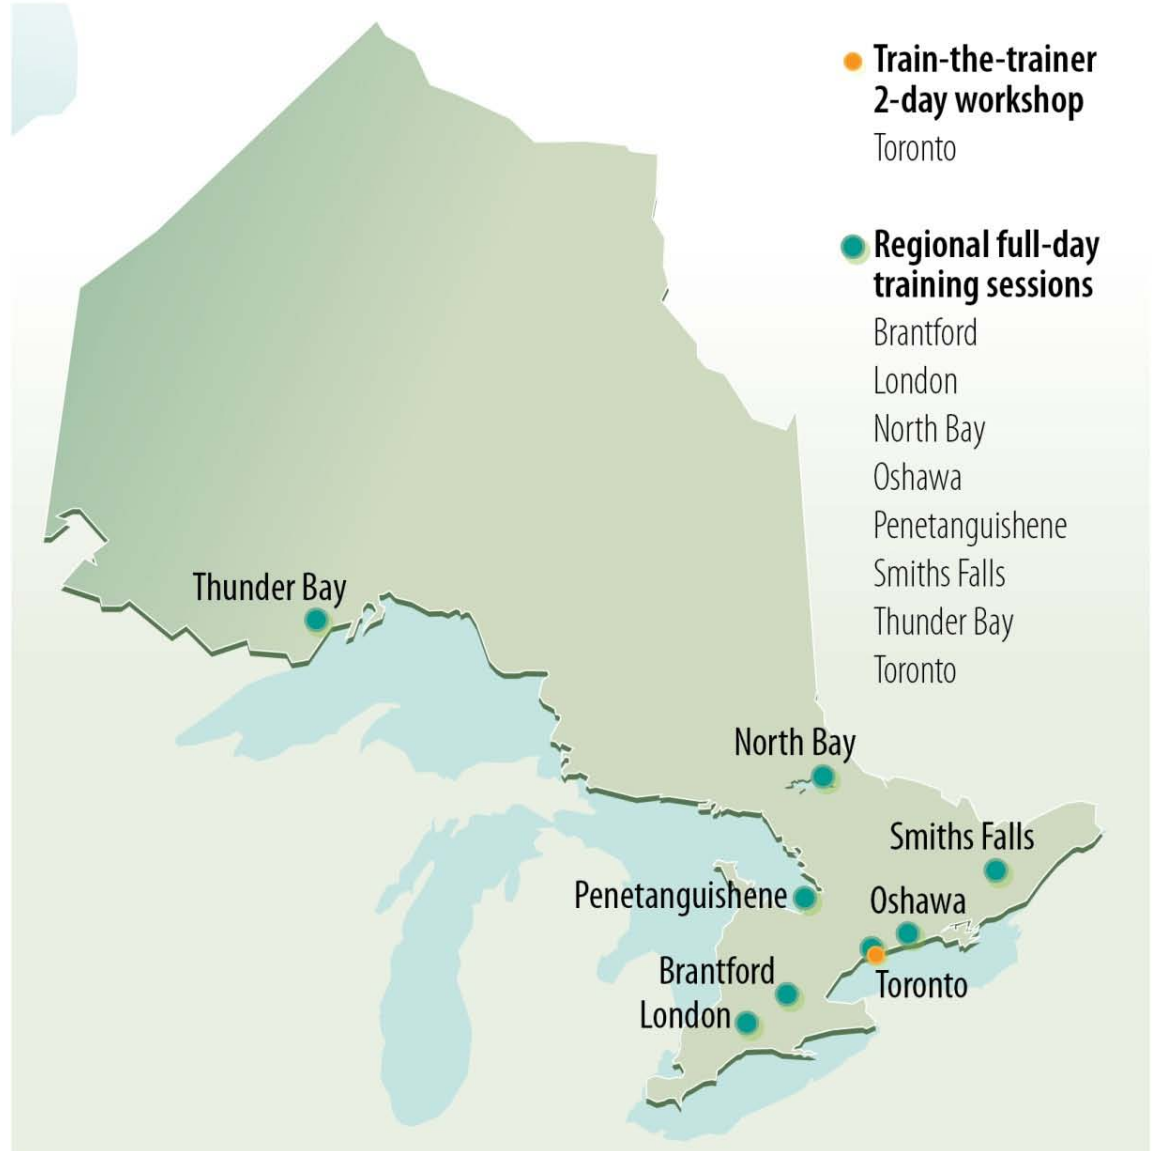 Train-the-trainer
2-day workshop
Toronto
Regional full-day
training sessions
Brantford
London
North Bay
Oshawa
Penetanguishene
Smiths Falls
Thunder Bay
Toronto
Thunder Bay
North Bay
Smiths Falls
Penetanguishene
Oshawa
Brantford
Toronto
London